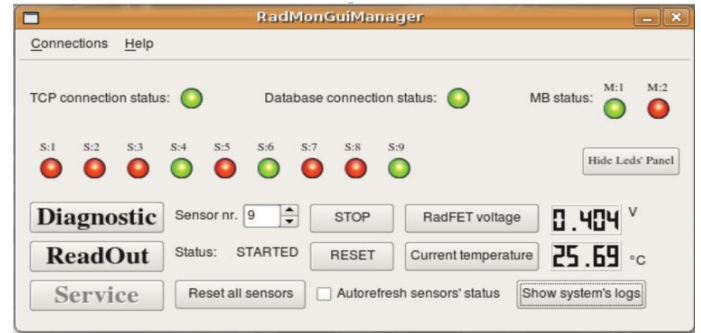 RadMonGuiManager
Connections Help
M:1 M:2
TCP connection status: Database connection status: MB status:
S:1 S:2 S:3 S:4 S:5 S:6 S:7 S:8 S:9
Hide Leds' Panel
Diagnostic Sensor nr. 9 STOP RadFET voltage 0.404 V
ReadOut Status: STARTED RESET Current temperature 25.69 °C
Service Reset all sensors Autorefresh sensors' status Show system's logs